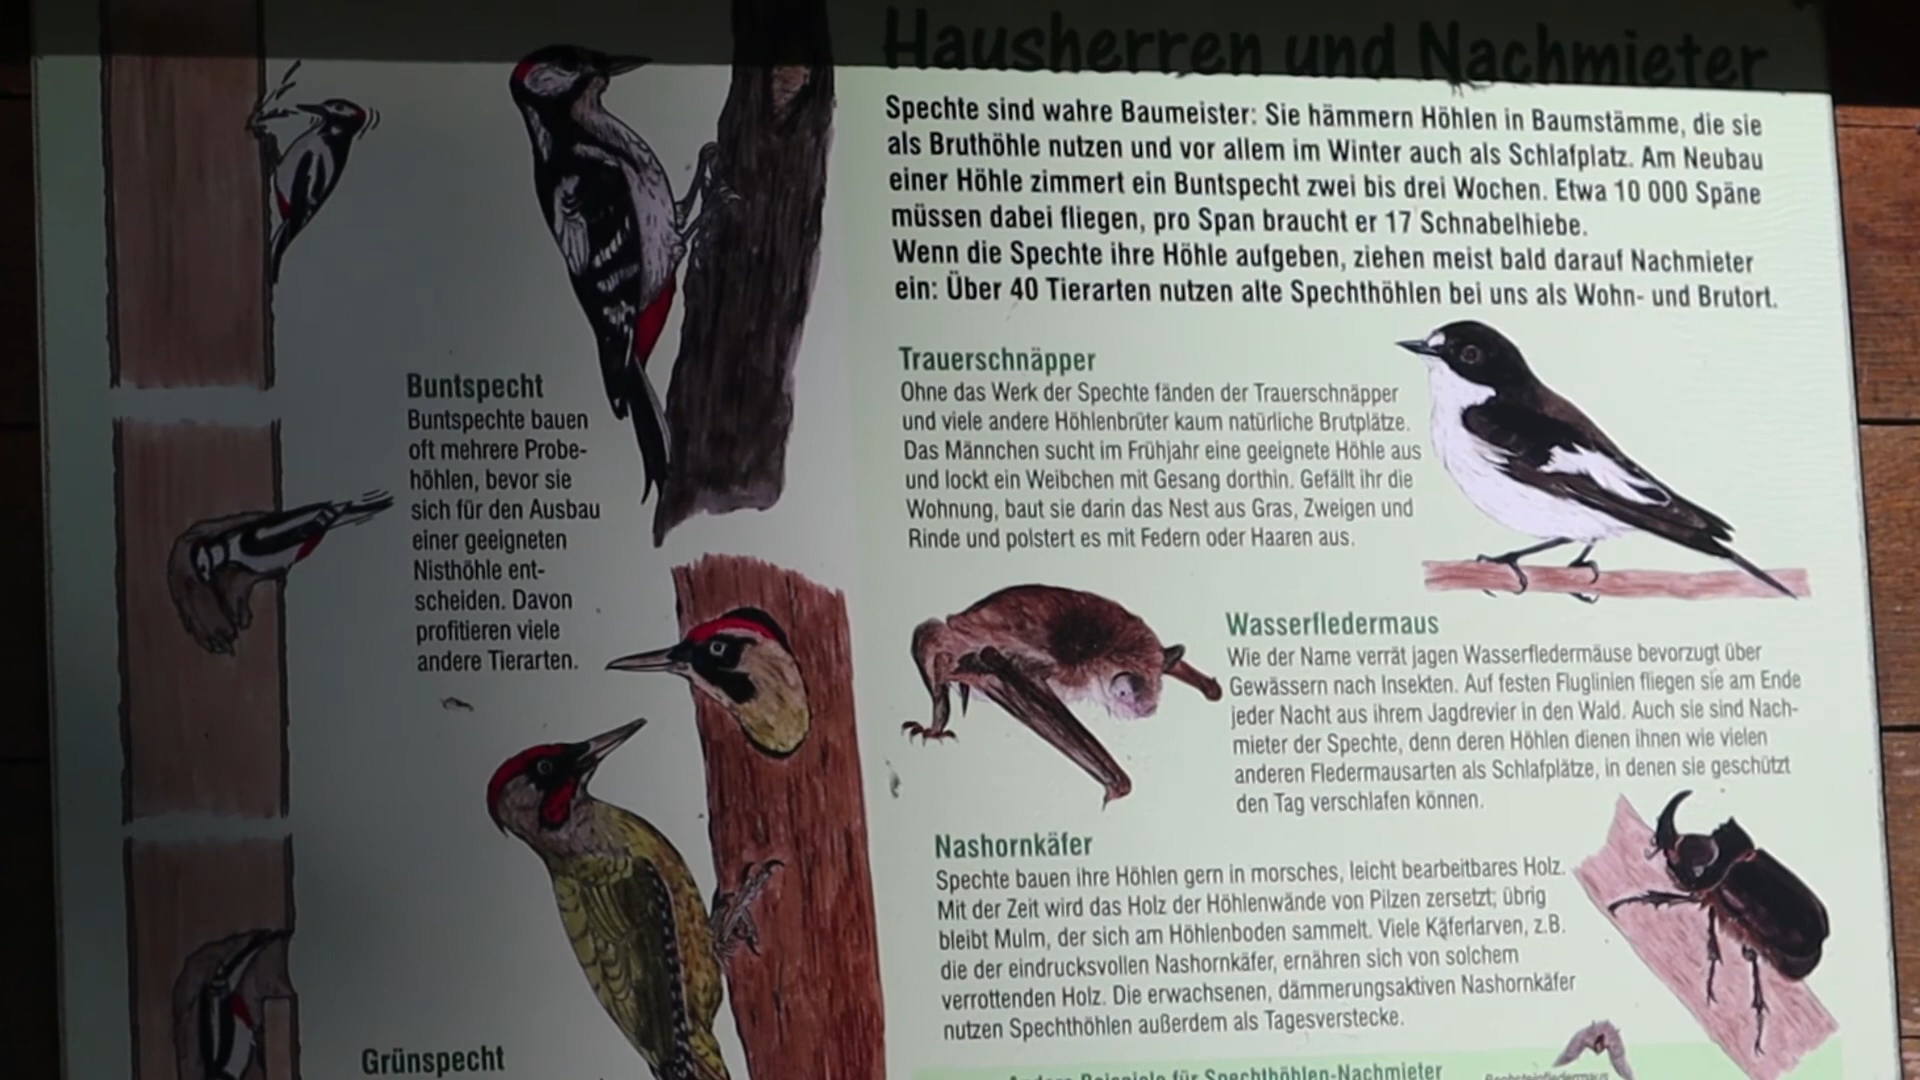 Hausherren und Nachmieter
Spechte sind wahre Baumeister: Sie hämmern Höhlen in Baumstämme, die sie
als Bruthöhle nutzen und vor allem im Winter auch als Schlafplatz. Am Neubau
einer Höhle zimmert ein Buntspecht zwei bis drei Wochen. Etwa 10 000 Späne
müssen dabei fliegen, pro Span braucht er 17 Schnabelhiebe.
Wenn die Spechte ihre Höhle aufgeben, ziehen meist bald darauf Nachmieter
ein: Über 40 Tierarten nutzen alte Spechthöhlen bei uns als Wohn- und Brutort.
Buntspecht
Buntspechte bauen
oft mehrere Probe-
höhlen, bevor sie
sich für den Ausbau
einer geeigneten
Nisthöhle ent-
scheiden. Davon
profitieren viele
andere Tierarten.
Grünspecht
Trauerschnäpper
Ohne das Werk der Spechte fänden der Trauerschnäpper
und viele andere Höhlenbrüter kaum natürliche Brutplätze.
Das Männchen sucht im Frühjahr eine geeignete Höhle aus
und lockt ein Weibchen mit Gesang dorthin. Gefällt ihr die
Wohnung, baut sie darin das Nest aus Gras, Zweigen und
Rinde und polstert es mit Federn oder Haaren aus.
Wasserfledermaus
Wie der Name verrät jagen Wasserfledermäuse bevorzugt über
Gewässern nach Insekten. Auf festen Fluglinien fliegen sie am Ende
jeder Nacht aus ihrem Jagdrevier in den Wald. Auch sie sind Nach-
mieter der Spechte, denn deren Höhlen dienen ihnen wie vielen
anderen Fledermausarten als Schlafplätze, in denen sie geschützt
den Tag verschlafen können.
Nashornkäfer
Spechte bauen ihre Höhlen gern in morsches, leicht bearbeitbares Holz.
Mit der Zeit wird das Holz der Höhlenwände von Pilzen zersetzt; übrig
bleibt Mulm, der sich am Höhlenboden sammelt. Viele Käferlarven, z.B.
die der eindrucksvollen Nashornkäfer, ernähren sich von solchem
verrottenden Holz. Die erwachsenen, dämmerungsaktiven Nashornkäfer
nutzen Spechthöhlen außerdem als Tagesverstecke.
Andere Beispiele für Spechthöhlen-Nachmieter